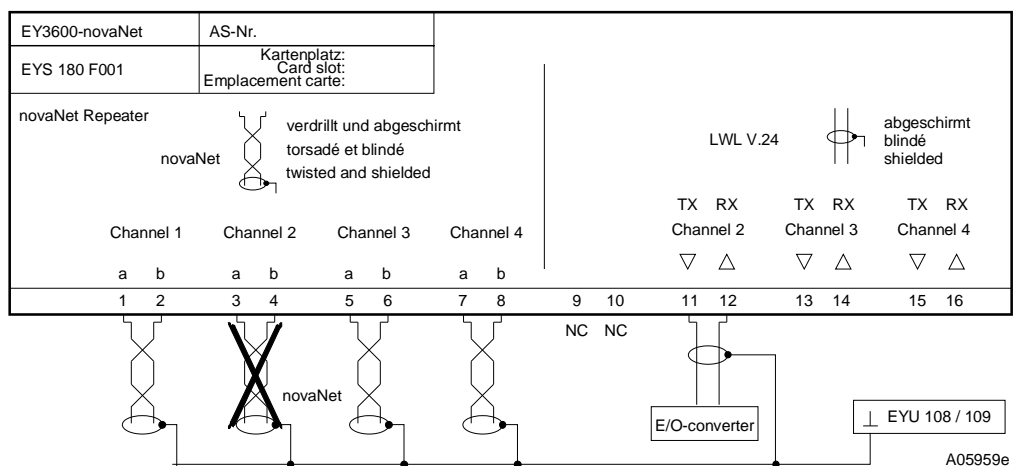 EY3600-novaNet AS-Nr.
EYS 180 F001
Kartenplatz:
Card slot:
Emplacement carte:
novaNet Repeater
novaNet
verdrillt und abgeschirmt
torsadé et blindé
twisted and shielded
LWL V.24
abgeschirmt
blindé
shielded
TX RX TX RX TX RX
Channel 1 Channel 2 Channel 3 Channel 4 Channel 2 Channel 3 Channel 4
a b a b a b a b
1 2 3 4 5 6 7 8 9 10 11 12 13 14 15 16
NC NC
novaNet
E/O-converter
EYU 108 / 109
A05959e